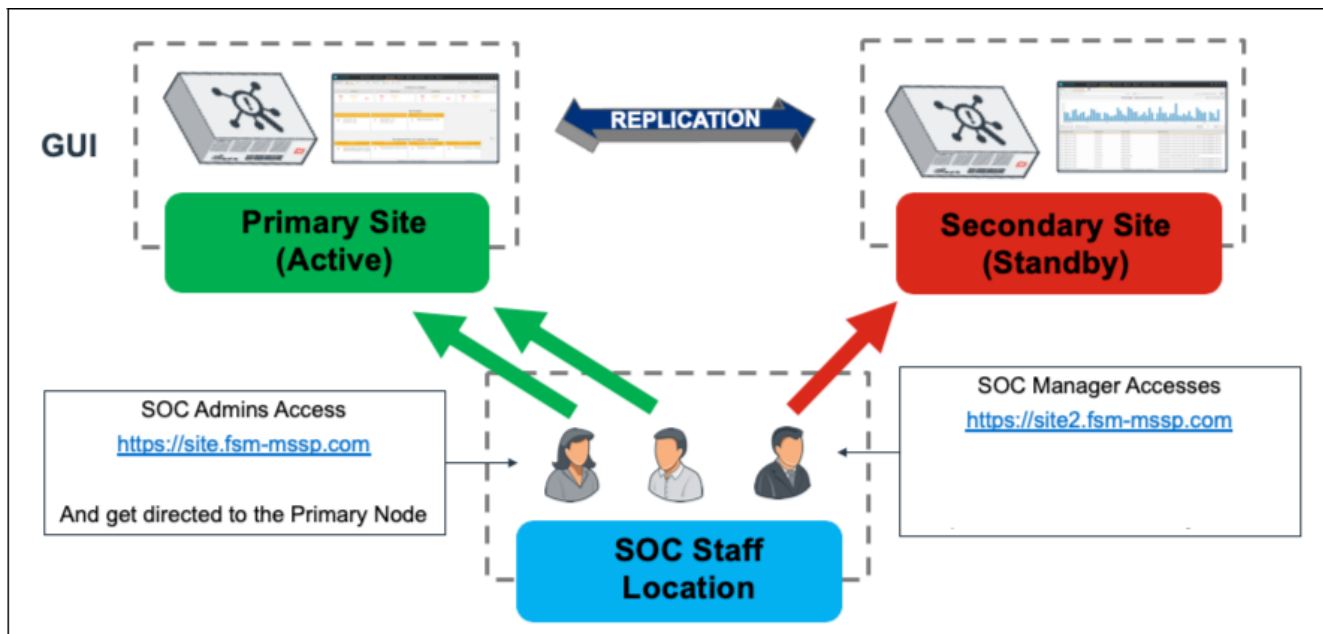 GUI
REPLICATION
Primary Site
(Active)
Secondary Site
(Standby)
SOC Admins Access
https://site.fsm-mssp.com
And get directed to the Primary Node
SOC Manager Accesses
https://site2.fsm-mssp.com
SOC Staff
Location